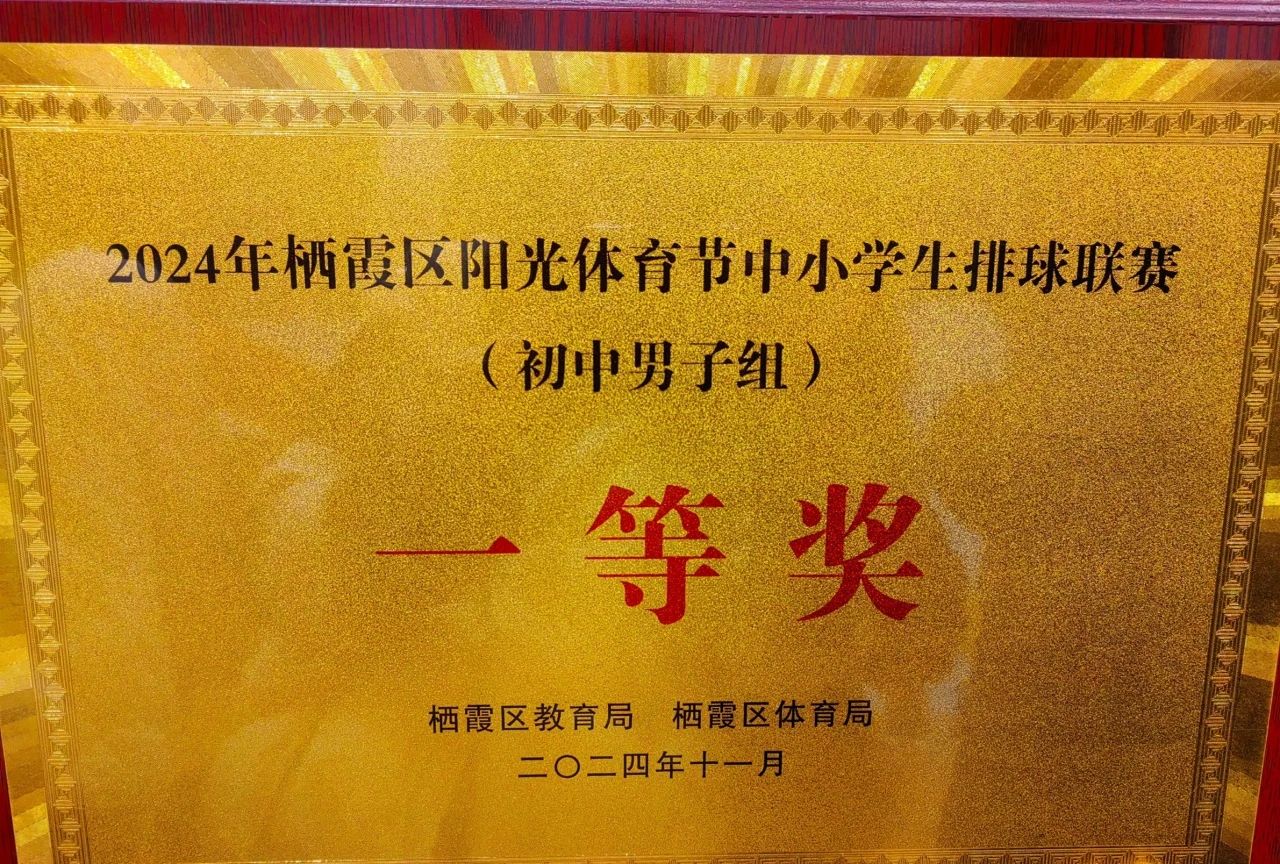 2024年栖霞区阳光体育节中小学生排球联赛
（初中男子组）
一等奖
栖霞区教育局 栖霞区体育局
二〇二四年十一月